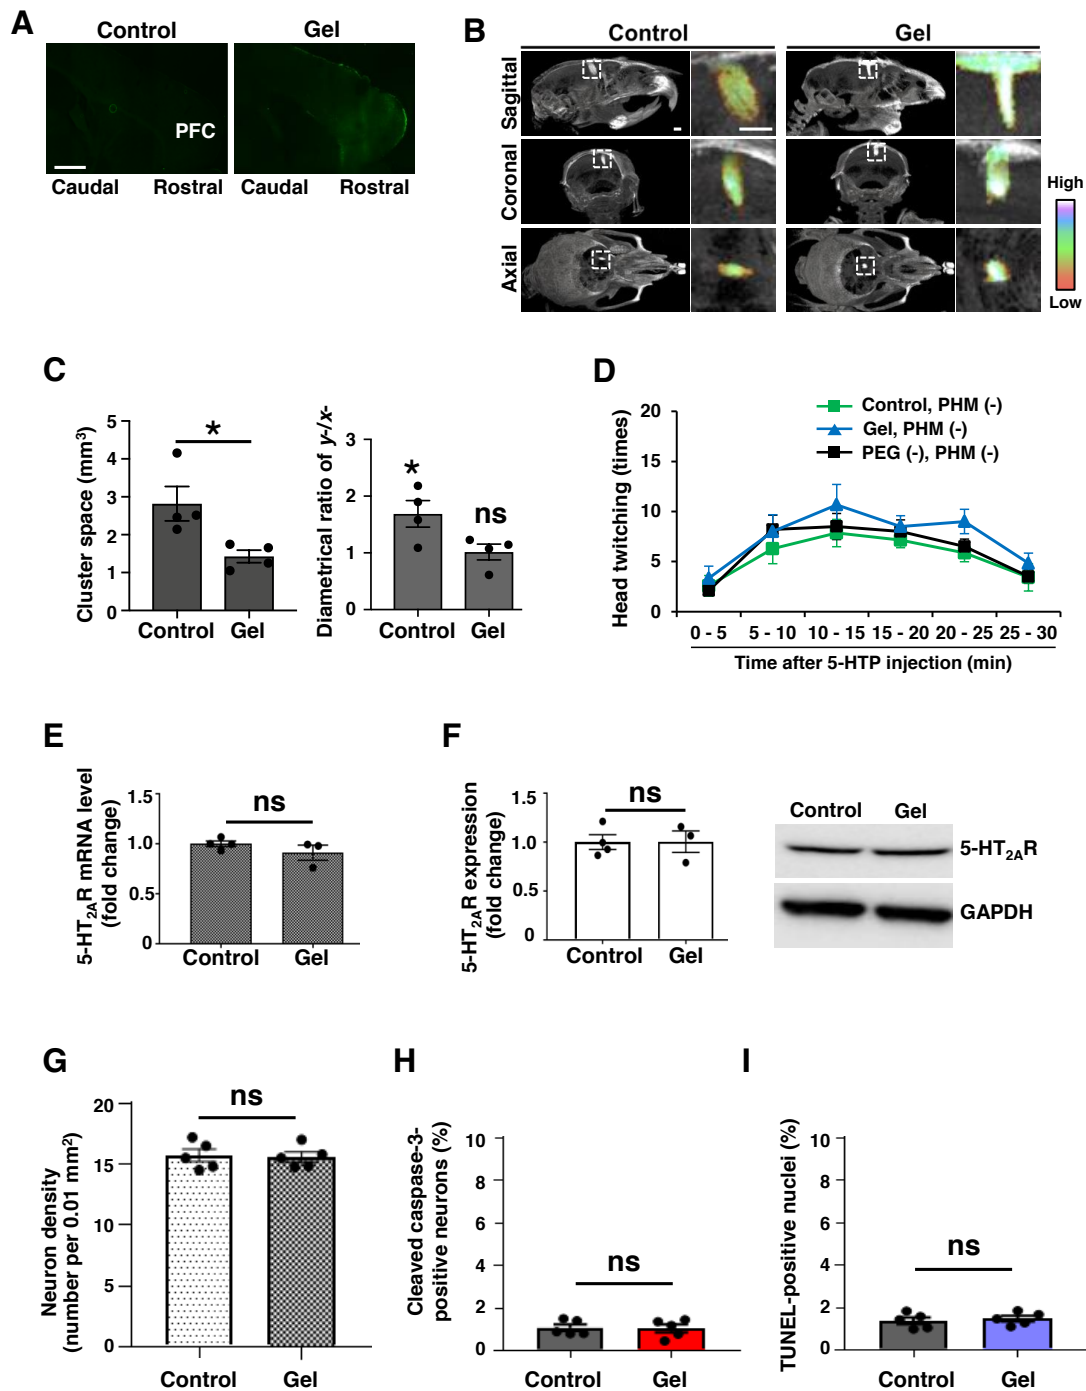 A
Control
Gel
PFC
Caudal
Rostral
Caudal
Rostral
B
Control
Gel
Sagittal
Coronal
Axial
High
Low
C
Cluster space (mm³)
5
4
3
2
1
0
*
Control
Gel
Diametrical ratio of y-/x-
3
2
1
0
*
ns
Control
Gel
D
Control, PHM (-)
Gel, PHM (-)
PEG (-), PHM (-)
Head twitching (times)
20
15
10
5
0
0 - 5
5 - 10
10 - 15
15 - 20
20 - 25
25 - 30
Time after 5-HTP injection (min)
E
5-HT₂ₐR mRNA level
(fold change)
1.5
1.0
0.5
0
ns
Control
Gel
F
5-HT₂ₐR expression
(fold change)
1.5
1.0
0.5
0
ns
Control
Gel
Control
Gel
5-HT₂ₐR
GAPDH
G
Neuron density
(number per 0.01 mm²)
20
15
10
5
0
ns
Control
Gel
H
Cleaved caspase-3-
positive neurons (%)
10
8
6
4
2
0
ns
Control
Gel
I
TUNEL-positive nuclei (%)
10
8
6
4
2
0
ns
Control
Gel